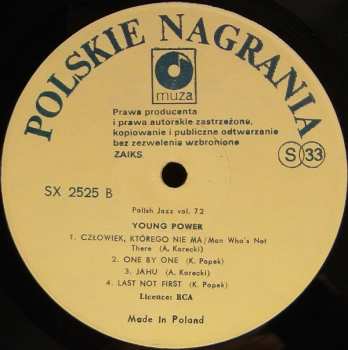 POLSKIE NAGRANIA
muza
Prawa producenta
i prawa autorskie zastrzeżone,
kopiowanie i publiczne odtwarzanie
bez zezwolenia wzbronione
ZAIKS
S 33
SX 2525 B
Polish Jazz vol. 72
YOUNG POWER
1. CZŁOWIEK, KTÓREGO NIE MA/Man Who's Not
There (A. Korecki)
2. ONE BY ONE (K. Popek)
3. JAHU (A. Korecki)
4. LAST NOT FIRST (K. Popek)
Licence: RCA
Made in Poland